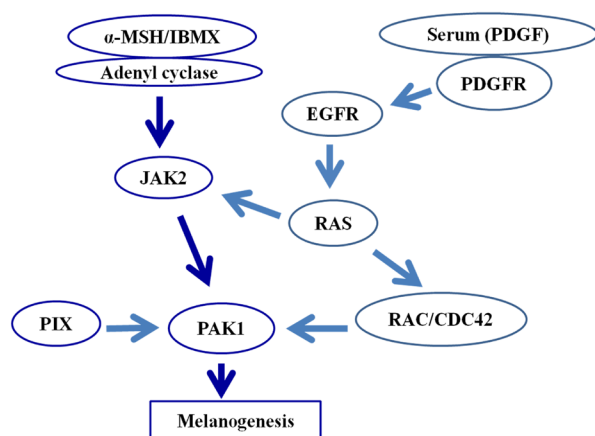 α-MSH/IBMX
Serum (PDGF)
Adenyl cyclase
PDGFR
EGFR
JAK2
RAS
PIX
PAK1
RAC/CDC42
Melanogenesis